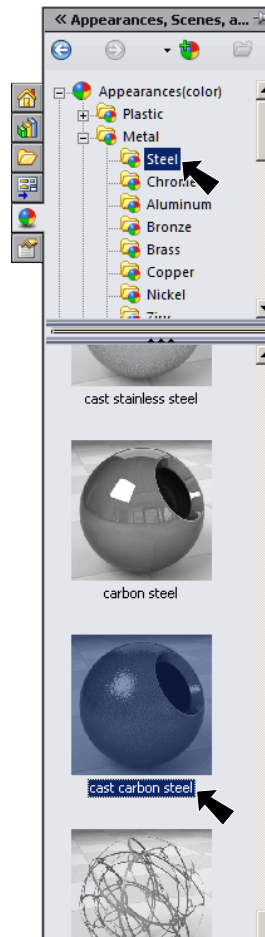 « Appearances, Scenes, a...
Appearances(color)
Plastic
Metal
Steel
Chrome
Aluminum
Bronze
Brass
Copper
Nickel
cast stainless steel
carbon steel
cast carbon steel